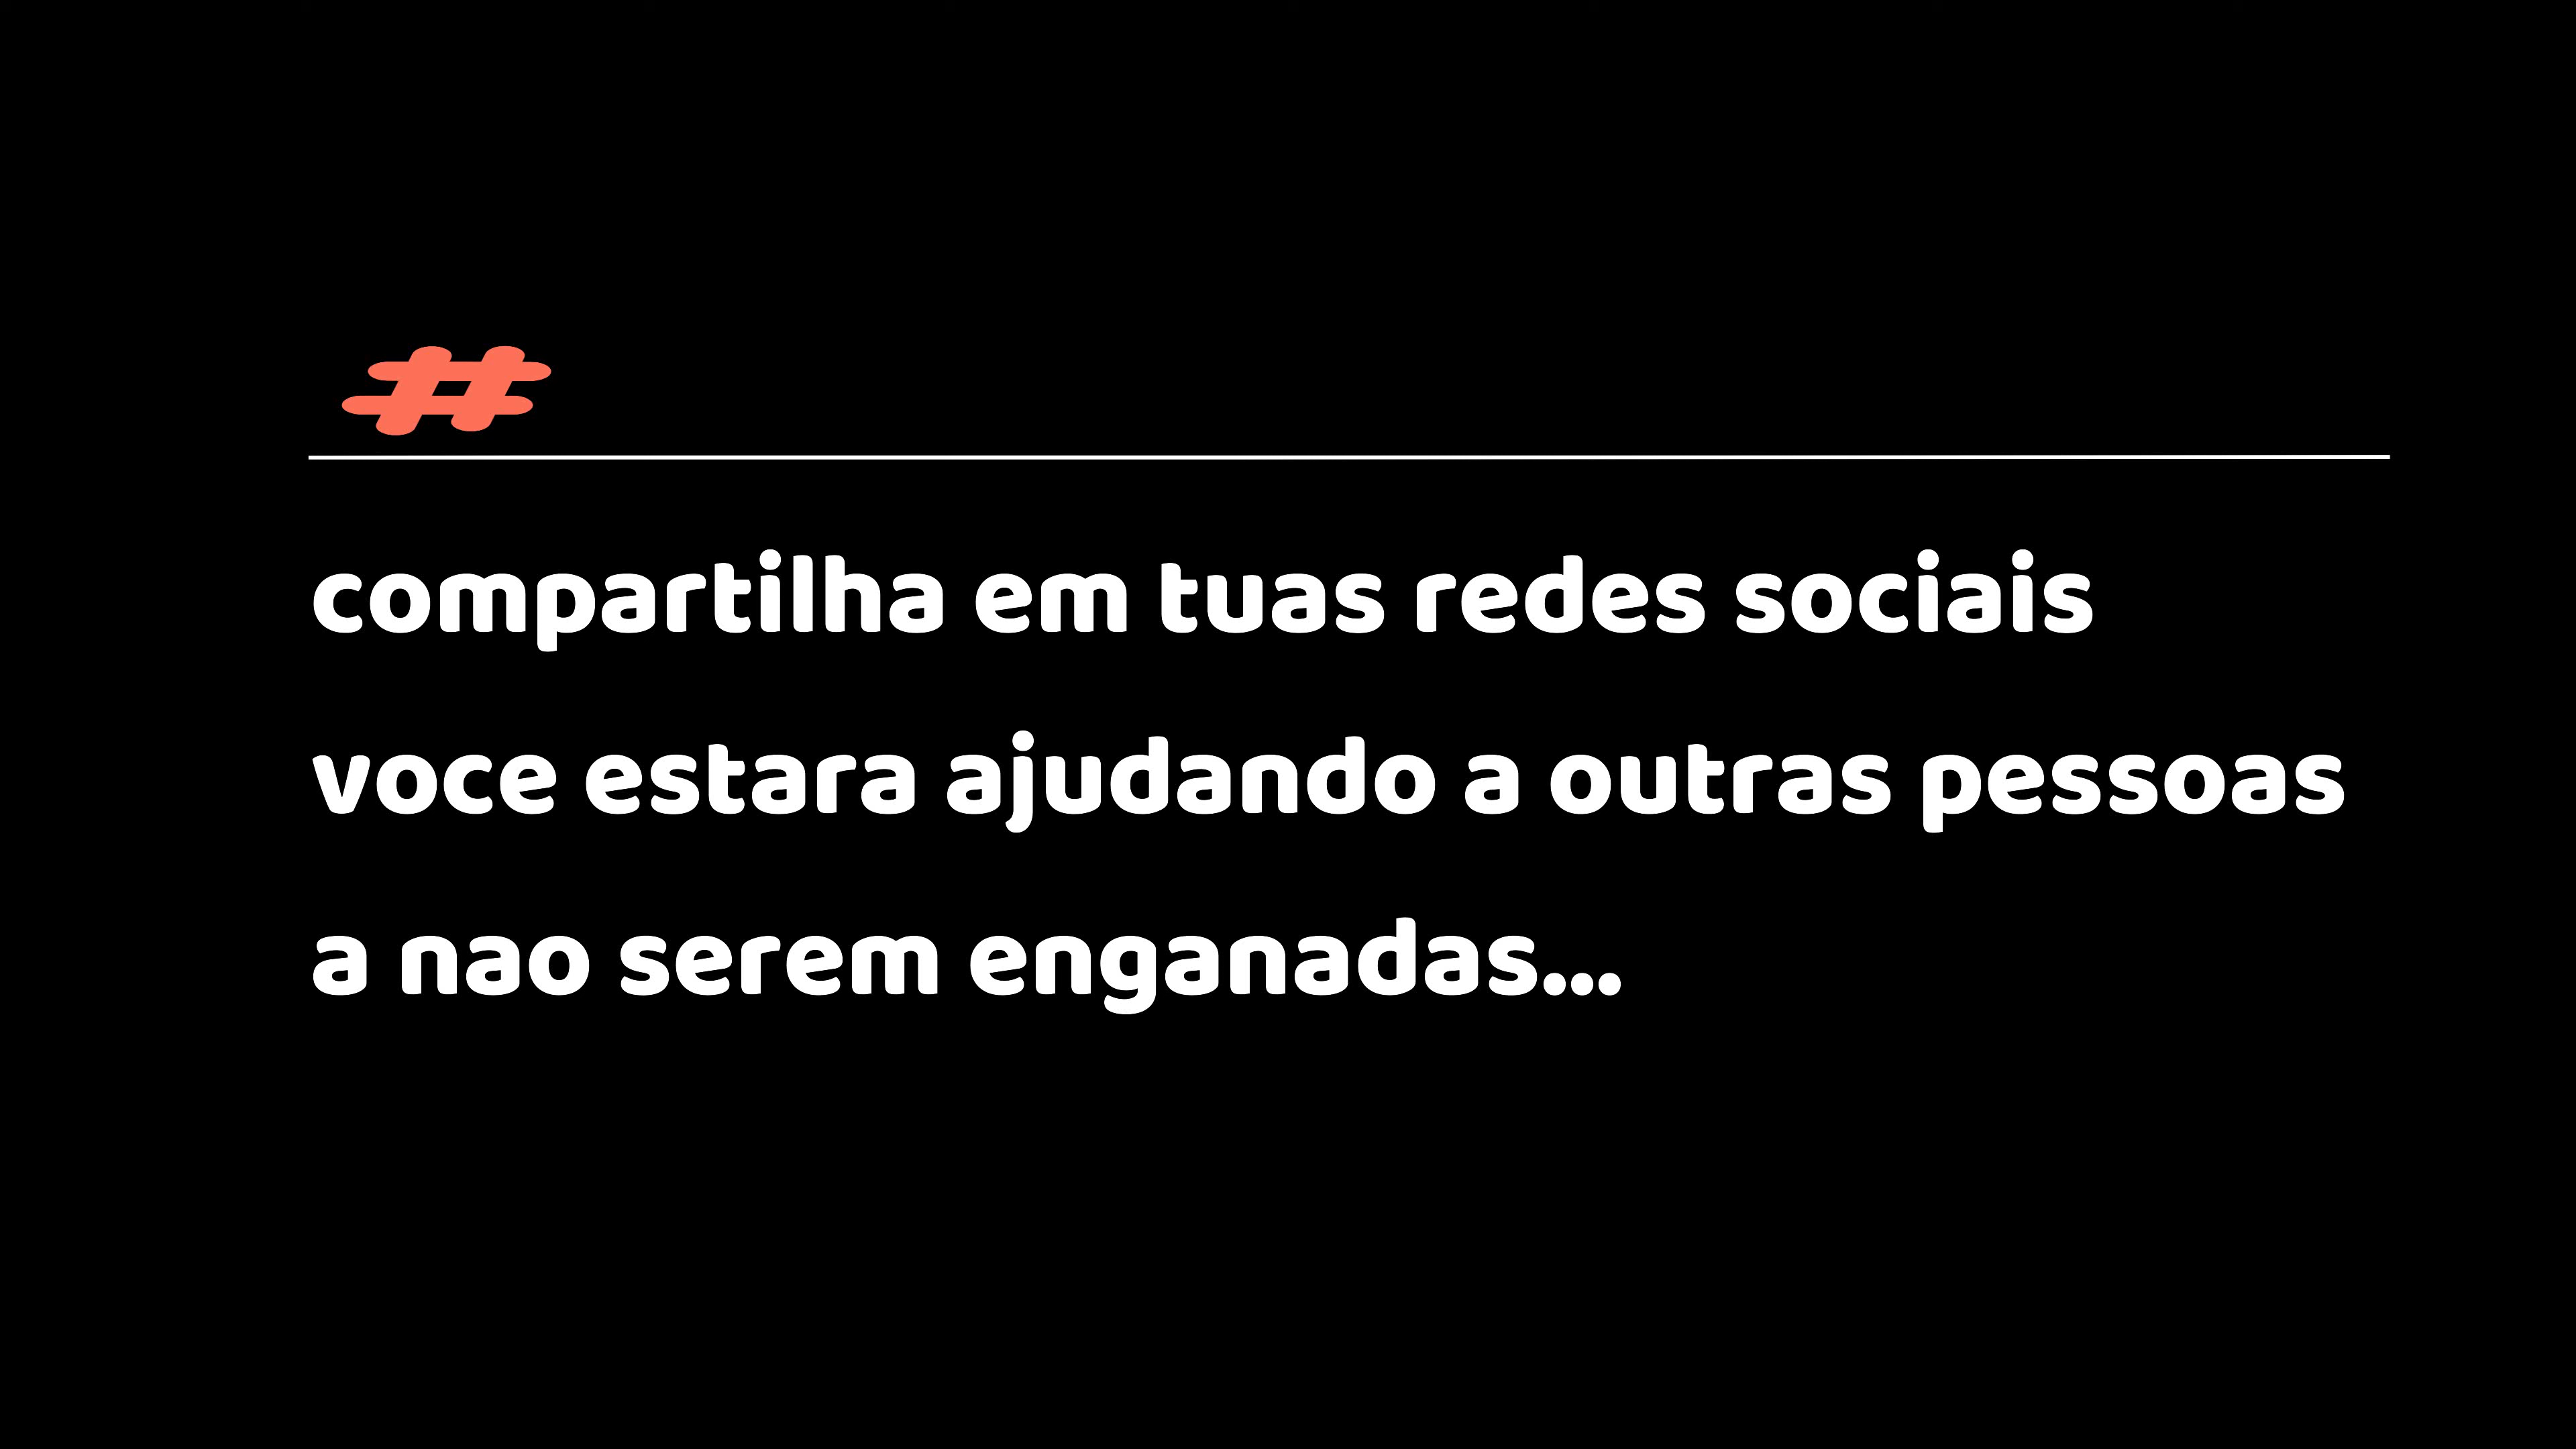 #
compartilha em tuas redes sociais
voce estara ajudando a outras pessoas
a nao serem enganadas...